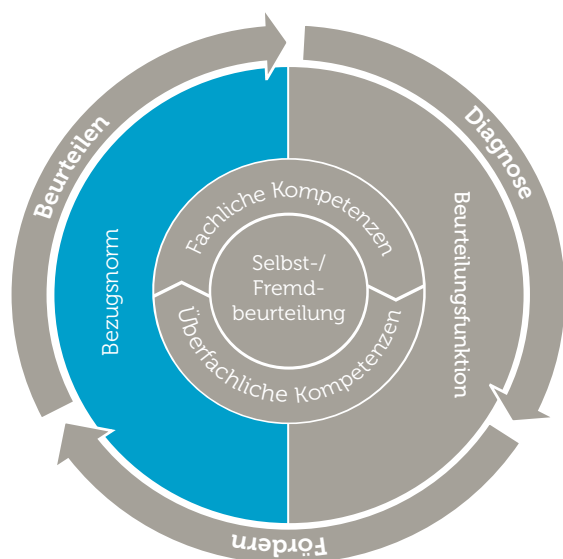 Beurteilen
Diagnose
Fördern
Bezugsnorm
Beurteilungsfunktion
Fachliche Kompetenzen
Überfachliche Kompetenzen
Selbst-/
Fremd-
beurteilung